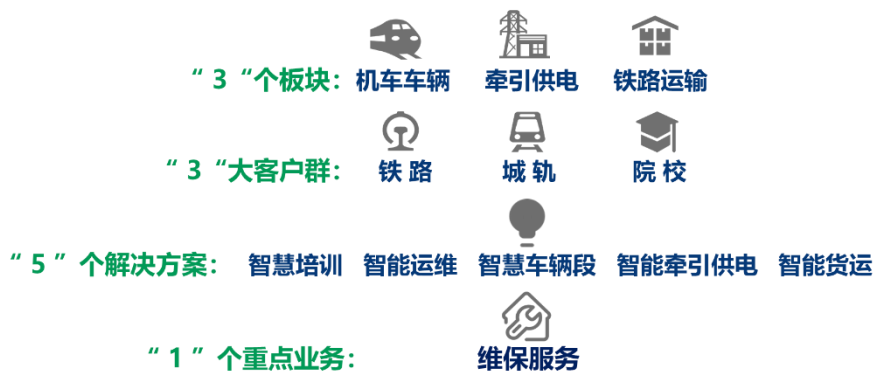 “ 3 “个板块：机车车辆 牵引供电 铁路运输
“ 3 “大客户群： 铁 路 城 轨 院 校
“ 5 ” 个解决方案： 智慧培训 智能运维 智慧车辆段 智能牵引供电 智能货运
“ 1 ” 个重点业务： 维保服务